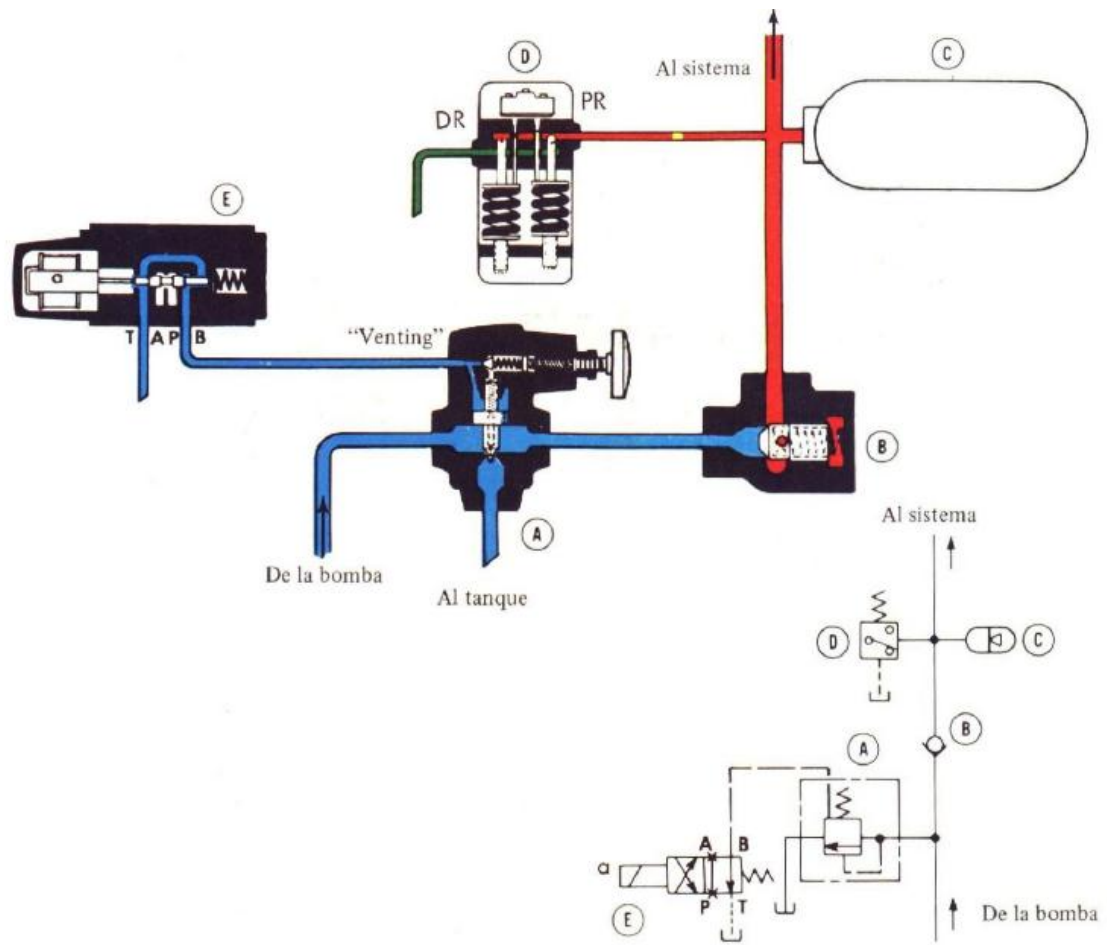 C
D
Al sistema
PR
DR
E
a
T A P B
"Venting"
B
A
De la bomba
Al tanque
Al sistema
D
C
B
A
A B
a
P T
E
De la bomba